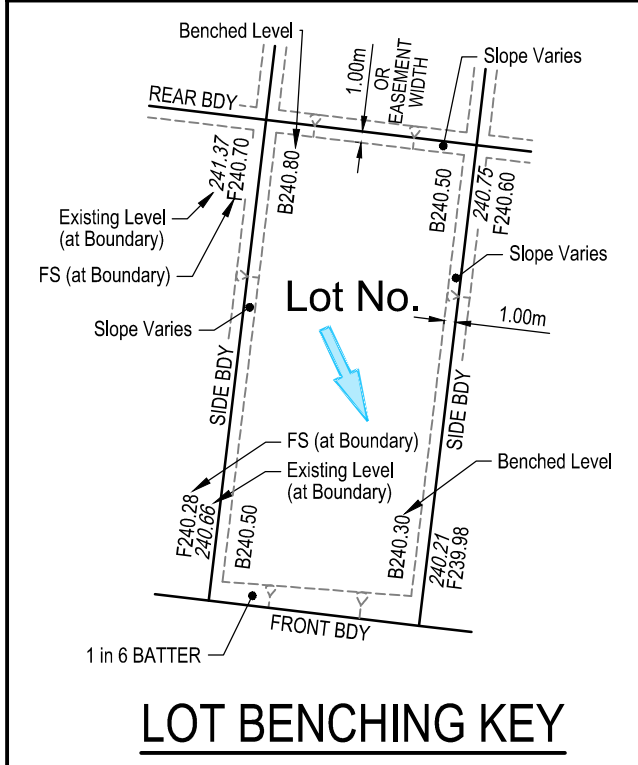 Benched Level
1.00m
OR
EASEMENT
WIDTH
Slope Varies
REAR BDY
241.37
F240.70
B240.80
B240.50
240.75
F240.60
Existing Level
(at Boundary)
FS (at Boundary)
Slope Varies
Lot No.
Slope Varies
1.00m
SIDE BDY
SIDE BDY
FS (at Boundary)
Existing Level
(at Boundary)
Benched Level
F240.28
240.66
B240.50
B240.30
240.21
F239.98
FRONT BDY
1 in 6 BATTER
LOT BENCHING KEY